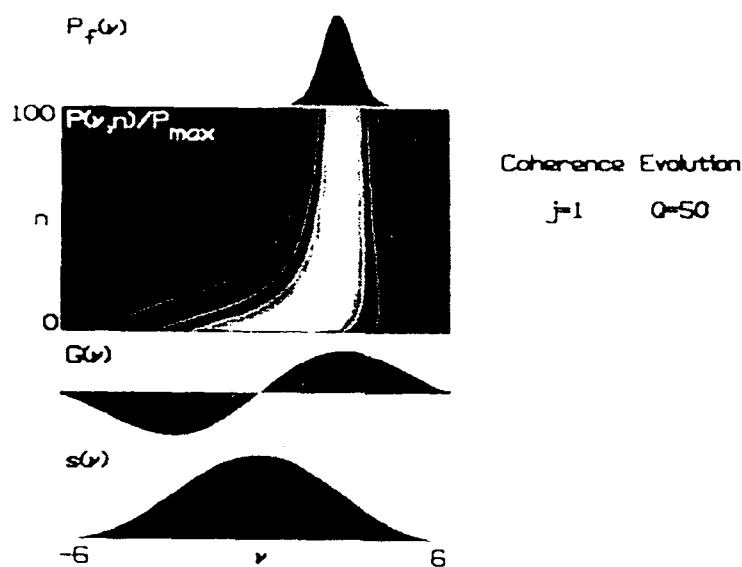 P_f(ν)
100
P(ν,n)/P_max
n
0
Coherence Evolution
j=1 Q=50
G(ν)
s(ν)
-6 ν 6